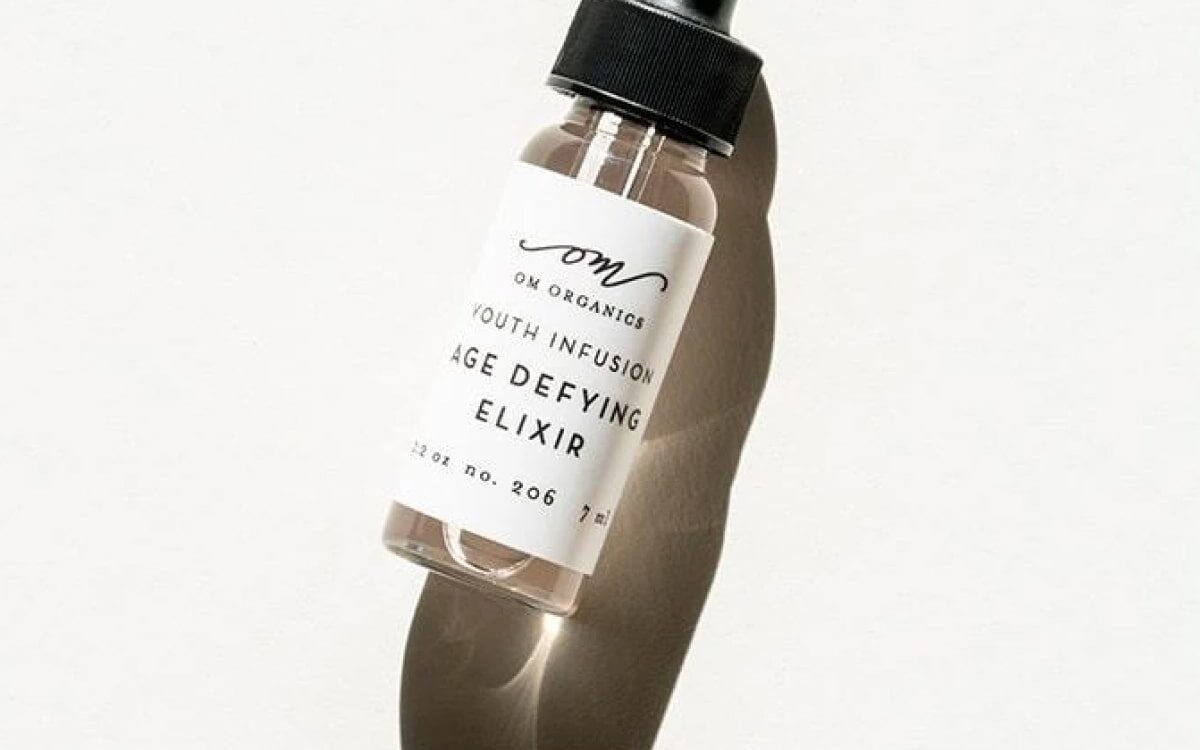 om
OM ORGANICS
YOUTH INFUSION
AGE DEFYING
ELIXIR
.2 oz no. 206 7 ml